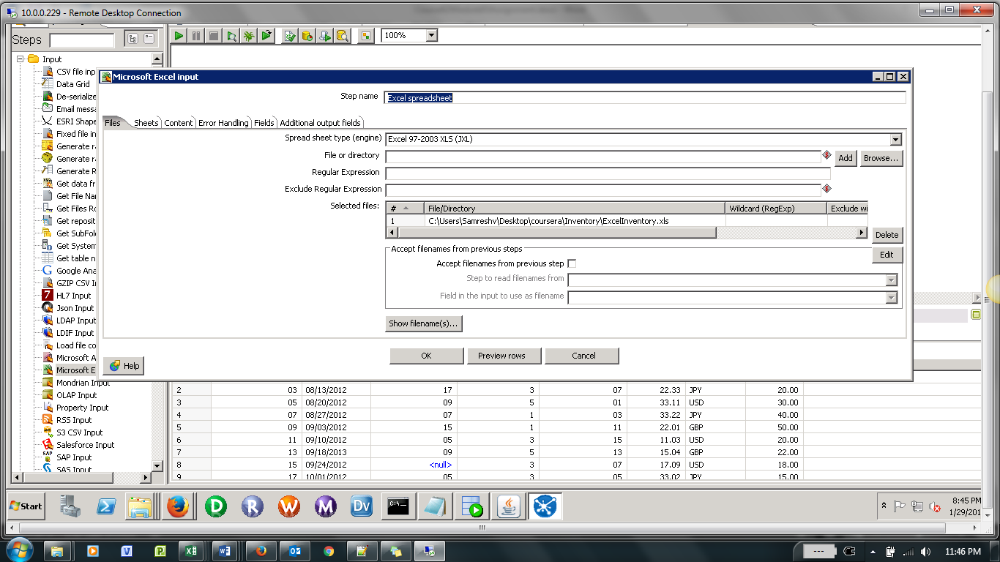 10.0.0.229 - Remote Desktop Connection
Steps
100%
Input
CSV file inp
Data Grid
De-serialize
Email messa
ESRI Shape
Fixed file in
Generate ra
Generate ra
Generate R
Get data fr
Get File Nar
Get Files Ro
Get reposit
Get SubFol
Get System
Get table n
Google Ana
GZIP CSV I
HL7 Input
Json Input
LDAP Input
LDIF Input
Load file co
Microsoft A
Microsoft E
Mondrian Input
OLAP Input
Property Input
RSS Input
S3 CSV Input
Salesforce Input
SAP Input
SAS Input
Microsoft Excel input
Step name Excel spreadsheet
Files Sheets Content Error Handling Fields Additional output fields
Spread sheet type (engine) Excel 97-2003 XLS (JXL)
File or directory Add Browse...
Regular Expression
Exclude Regular Expression
Selected files:
# File/Directory Wildcard (RegExp) Exclude wi
1 C:\Users\Samreshv\Desktop\coursera\Inventory\ExcelInventory.xls
Delete
Edit
Accept filenames from previous steps
Accept filenames from previous step
Step to read filenames from
Field in the input to use as filename
Show filename(s)...
OK Preview rows Cancel
Help
2 03 08/13/2012 17 3 07 22.33 JPY 20.00
3 05 08/20/2012 09 5 01 33.11 USD 30.00
4 07 08/27/2012 07 1 03 33.22 JPY 40.00
5 09 09/03/2012 15 1 11 22.01 GBP 50.00
6 11 09/10/2012 05 3 15 11.03 USD 20.00
7 13 09/18/2013 09 5 13 15.04 GBP 22.00
8 15 09/24/2012 <null> 3 07 17.09 USD 18.00
9 17 10/01/2012 05 3 05 33.02 JPY 15.00
Start
8:45 PM
1/29/201
11:46 PM